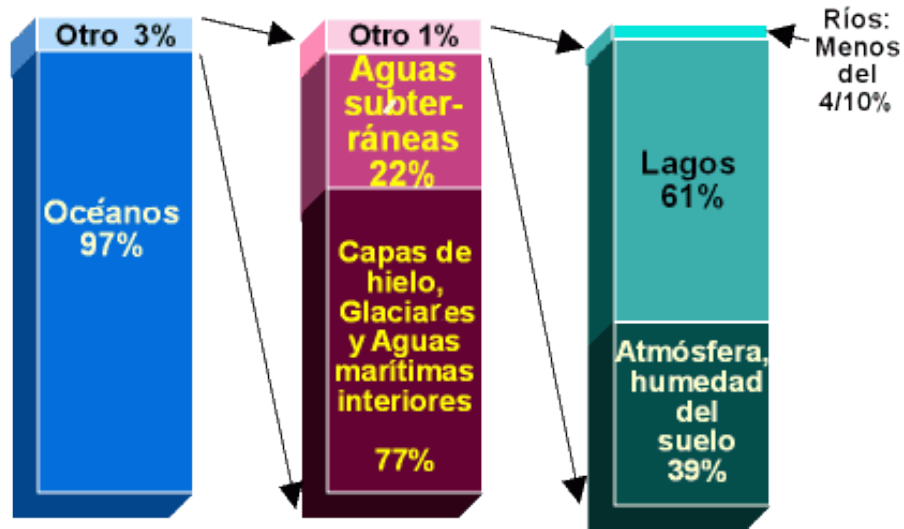 Otro 3%
Océanos
97%
Otro 1%
Aguas
subter-
ráneas
22%
Capas de
hielo,
Glaciares
y Aguas
marítimas
interiores
77%
Ríos:
Menos
del
4/10%
Lagos
61%
Atmósfera,
humedad
del
suelo
39%